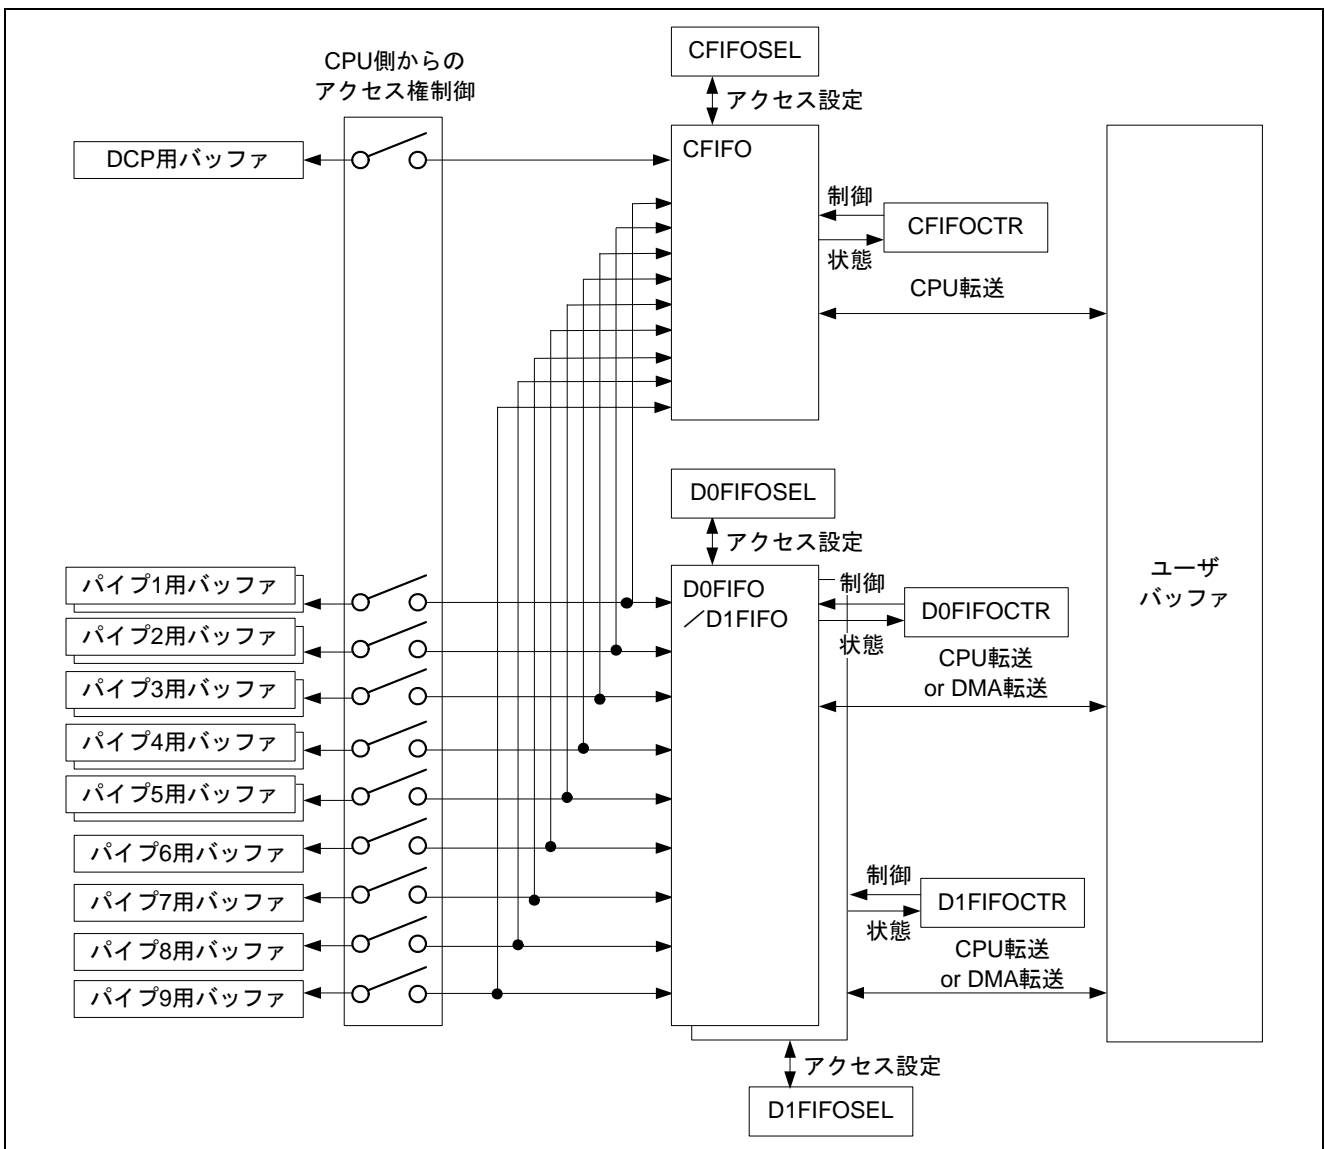 CPU側からの
アクセス権制御
CFIFOSEL
アクセス設定
DCP用バッファ
CFIFO
制御
CFIFOCTR
状態
CPU転送
D0FIFOSEL
アクセス設定
ユーザ
バッファ
パイプ1用バッファ
パイプ2用バッファ
パイプ3用バッファ
パイプ4用バッファ
パイプ5用バッファ
パイプ6用バッファ
パイプ7用バッファ
パイプ8用バッファ
パイプ9用バッファ
D0FIFO
／D1FIFO
制御
D0FIFOCTR
状態
CPU転送
or DMA転送
制御
D1FIFOCTR
状態
CPU転送
or DMA転送
アクセス設定
D1FIFOSEL